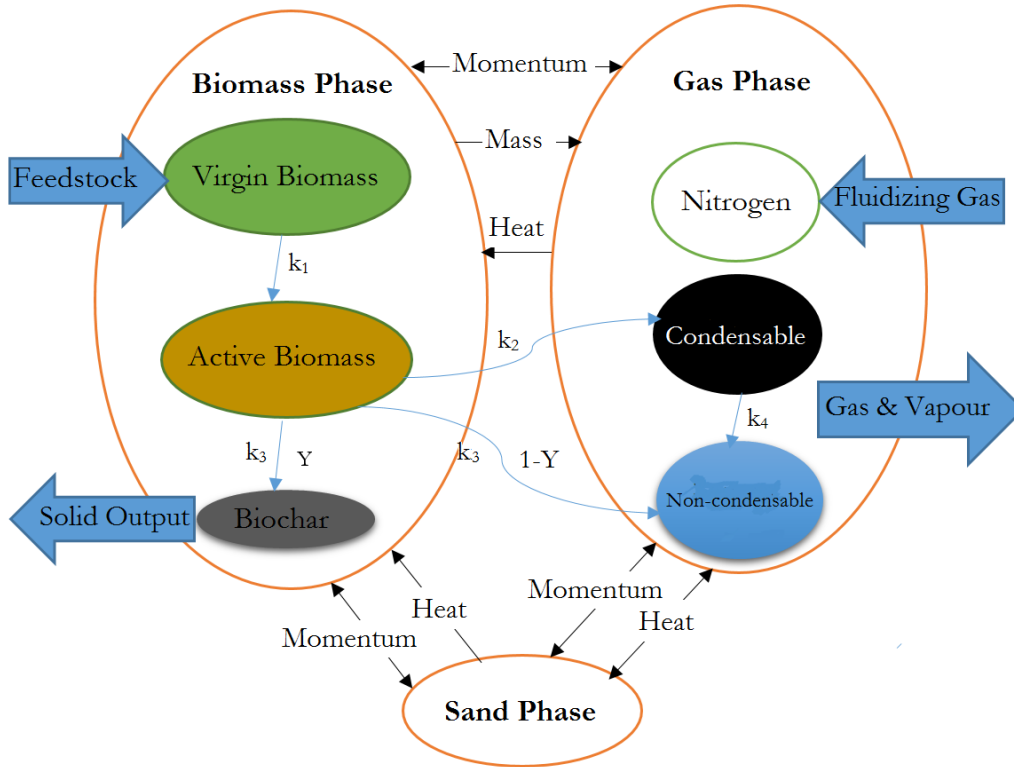 Momentum
Biomass Phase
Gas Phase
Mass
Feedstock
Virgin Biomass
Nitrogen
Fluidizing Gas
Heat
k₁
k₂
Condensable
Active Biomass
Gas & Vapour
k₄
k₃
Y
k₃
1-Y
Non-condensable
Solid Output
Biochar
Momentum
Heat
Heat
Momentum
Sand Phase